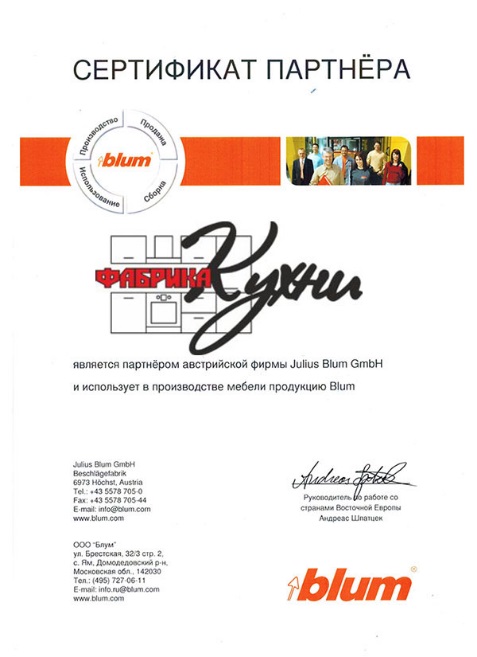 СЕРТИФИКАТ ПАРТНЁРА
Производство
Продажа
blum
Использование
Сборка
ФАБРИКА Кухни
является партнёром австрийской фирмы Julius Blum GmbH
и использует в производстве мебели продукцию Blum
Julius Blum GmbH
Beschlägefabrik
6973 Höchst, Austria
Tel.: +43 5578 705-0
Fax: +43 5578 705-44
E-mail: info@blum.com
www.blum.com
Руководитель по работе со
странами Восточной Европы
Андреас Шпатцек
ООО "Блум"
ул. Брестская, 32/3 стр. 2,
с. Ям, Домодедовский р-н,
Московская обл., 142030
Тел.: (495) 727-06-11
E-mail: info.ru@blum.com
www.blum.com
blum®